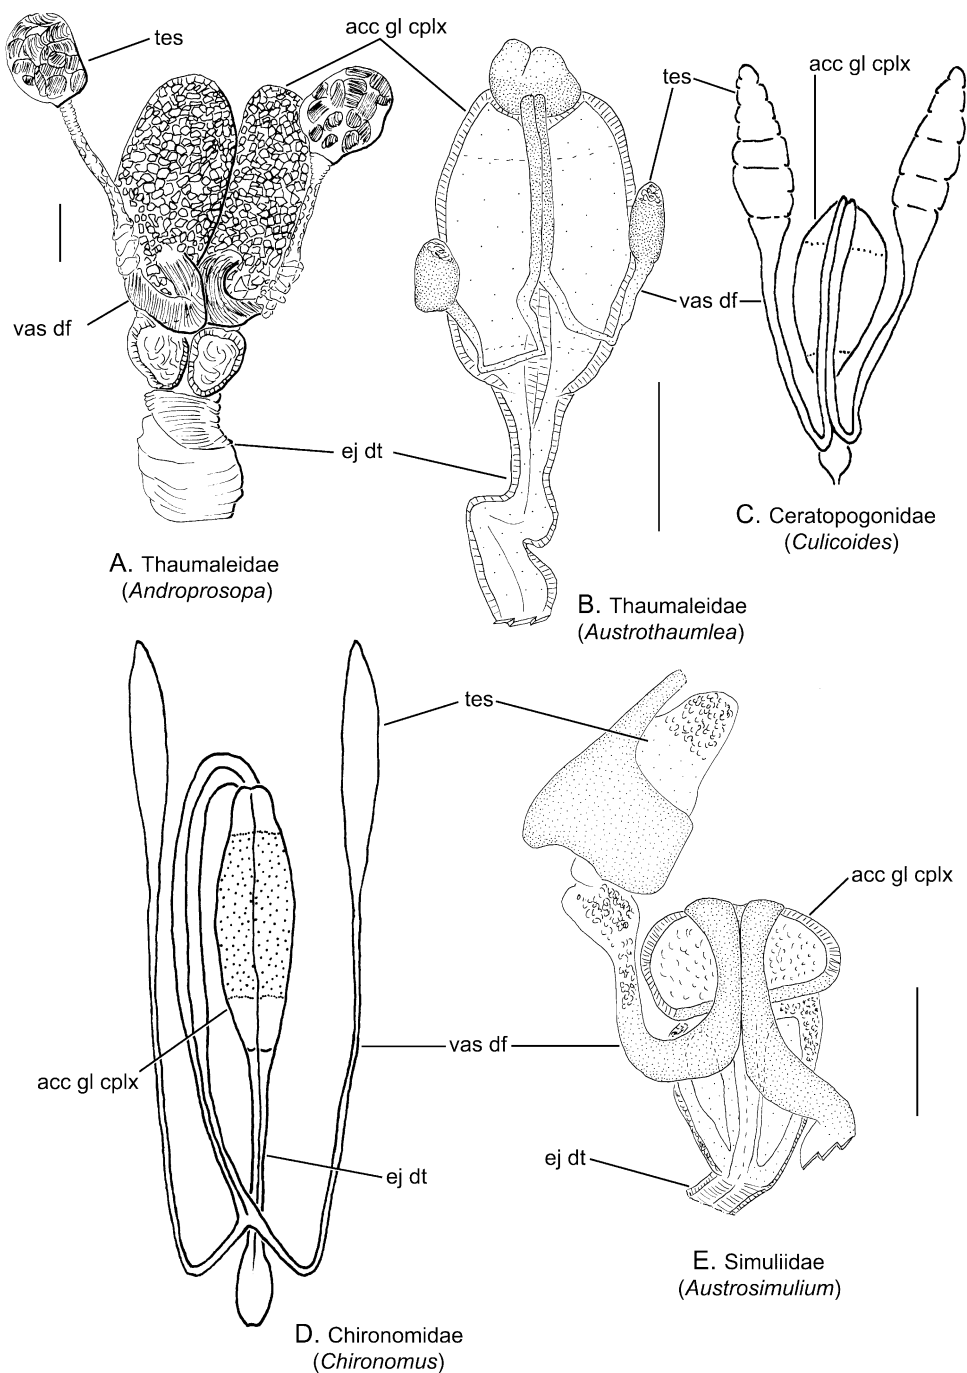 tes
acc gl cplx
tes
acc gl cplx
vas df
vas df
ej dt
A. Thaumaleidae
(Androprosopa)
B. Thaumaleidae
(Austrothaumlea)
C. Ceratopogonidae
(Culicoides)
tes
acc gl cplx
vas df
acc gl cplx
ej dt
ej dt
D. Chironomidae
(Chironomus)
E. Simuliidae
(Austrosimulium)